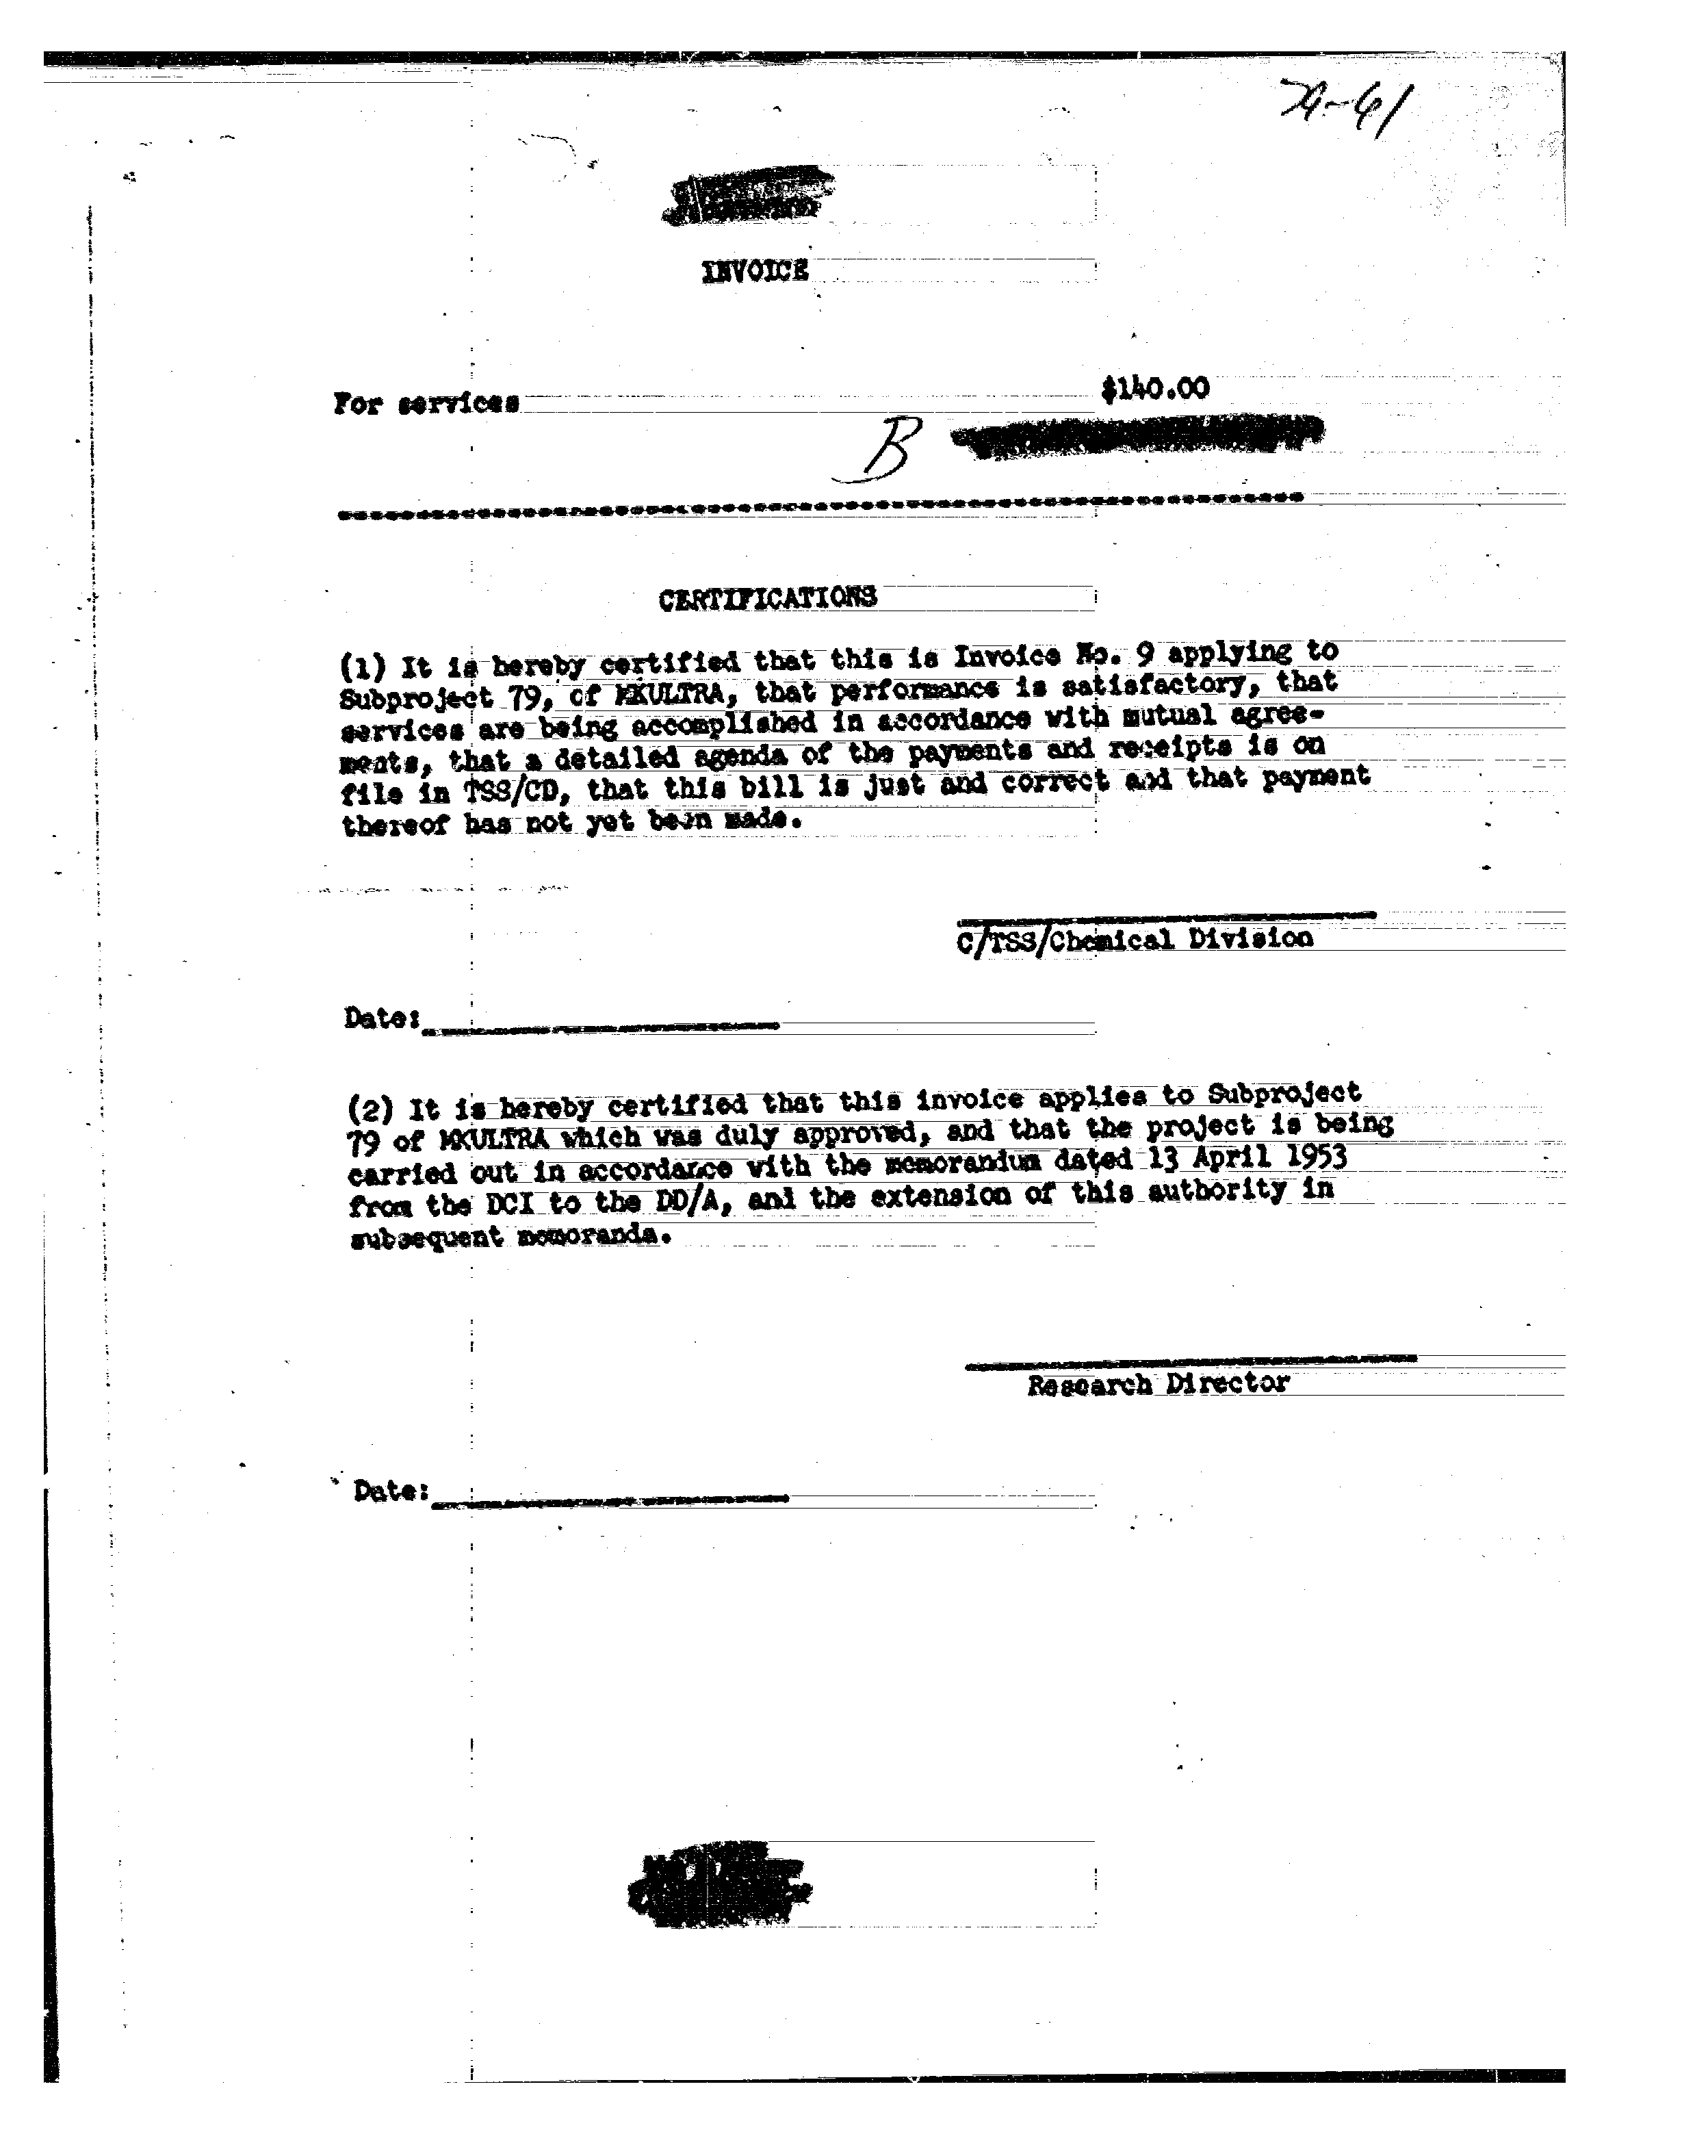 79-61
INVOICE
For services $140.00
B
CERTIFICATIONS
(1) It is hereby certified that this is Invoice No. 9 applying to
Subproject 79, of MKULTRA, that performance is satisfactory, that
services are being accomplished in accordance with mutual agree-
ments, that a detailed agenda of the payments and receipts is on
file in TSS/CD, that this bill is just and correct and that payment
thereof has not yet been made.
C/TSS/Chemical Division
Date:
(2) It is hereby certified that this invoice applies to Subproject
79 of MKULTRA which was duly approved, and that the project is being
carried out in accordance with the memorandum dated 13 April 1953
from the DCI to the DD/A, and the extension of this authority in
subsequent memoranda.
Research Director
Date: